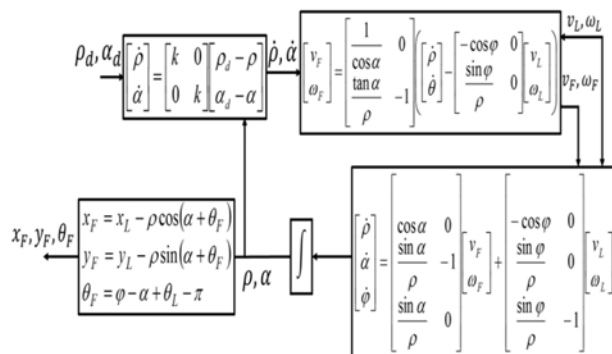 ρ_d, α_d
[ρ̇ α̇] = [k 0; 0 k] [ρ_d − ρ; α_d − α]
ρ̇, α̇
[v_F; ω_F] = [1/cosα 0; tanα/ρ −1] ([ρ̇; θ̇] − [−cosφ 0; sinφ/ρ 0] [v_L; ω_L])
v_L, ω_L
v_F, ω_F
[ρ̇; α̇; φ̇] = [cosα 0; sinα/ρ −1; sinα/ρ 0] [v_F; ω_F] + [−cosφ 0; sinφ/ρ 0; sinφ/ρ −1] [v_L; ω_L]
∫
ρ, α
x_F = x_L − ρcos(α + θ_F)
y_F = y_L − ρsin(α + θ_F)
θ_F = φ − α + θ_L − π
x_F, y_F, θ_F